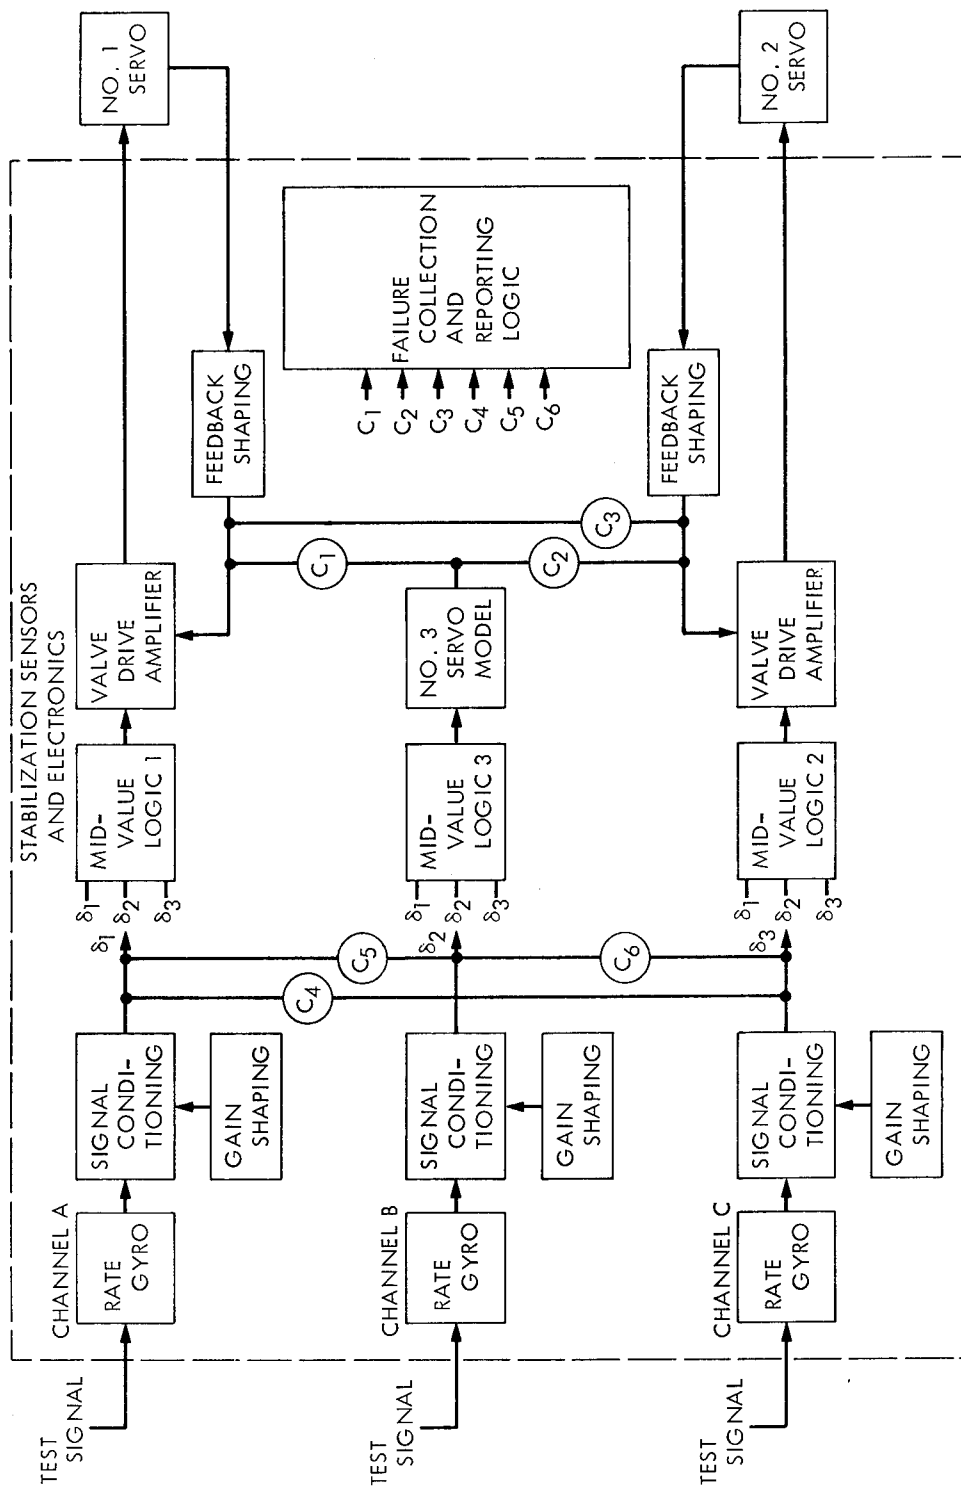 STABILIZATION SENSORS
AND ELECTRONICS
TEST
SIGNAL
CHANNEL A
RATE
GYRO
SIGNAL
CONDI-
TIONING
GAIN
SHAPING
δ1
δ1
δ2
δ3
MID-
VALUE
LOGIC 1
VALVE
DRIVE
AMPLIFIER
NO. 1
SERVO
FEEDBACK
SHAPING
C4
C5
C1
C3
TEST
SIGNAL
CHANNEL B
RATE
GYRO
SIGNAL
CONDI-
TIONING
GAIN
SHAPING
δ2
δ1
δ2
δ3
MID-
VALUE
LOGIC 3
NO. 3
SERVO
MODEL
C1
C2
C3
C4
C5
C6
FAILURE
COLLECTION
AND
REPORTING
LOGIC
C6
C2
TEST
SIGNAL
CHANNEL C
RATE
GYRO
SIGNAL
CONDI-
TIONING
GAIN
SHAPING
δ3
δ1
δ2
δ3
MID-
VALUE
LOGIC 2
VALVE
DRIVE
AMPLIFIER
FEEDBACK
SHAPING
NO. 2
SERVO